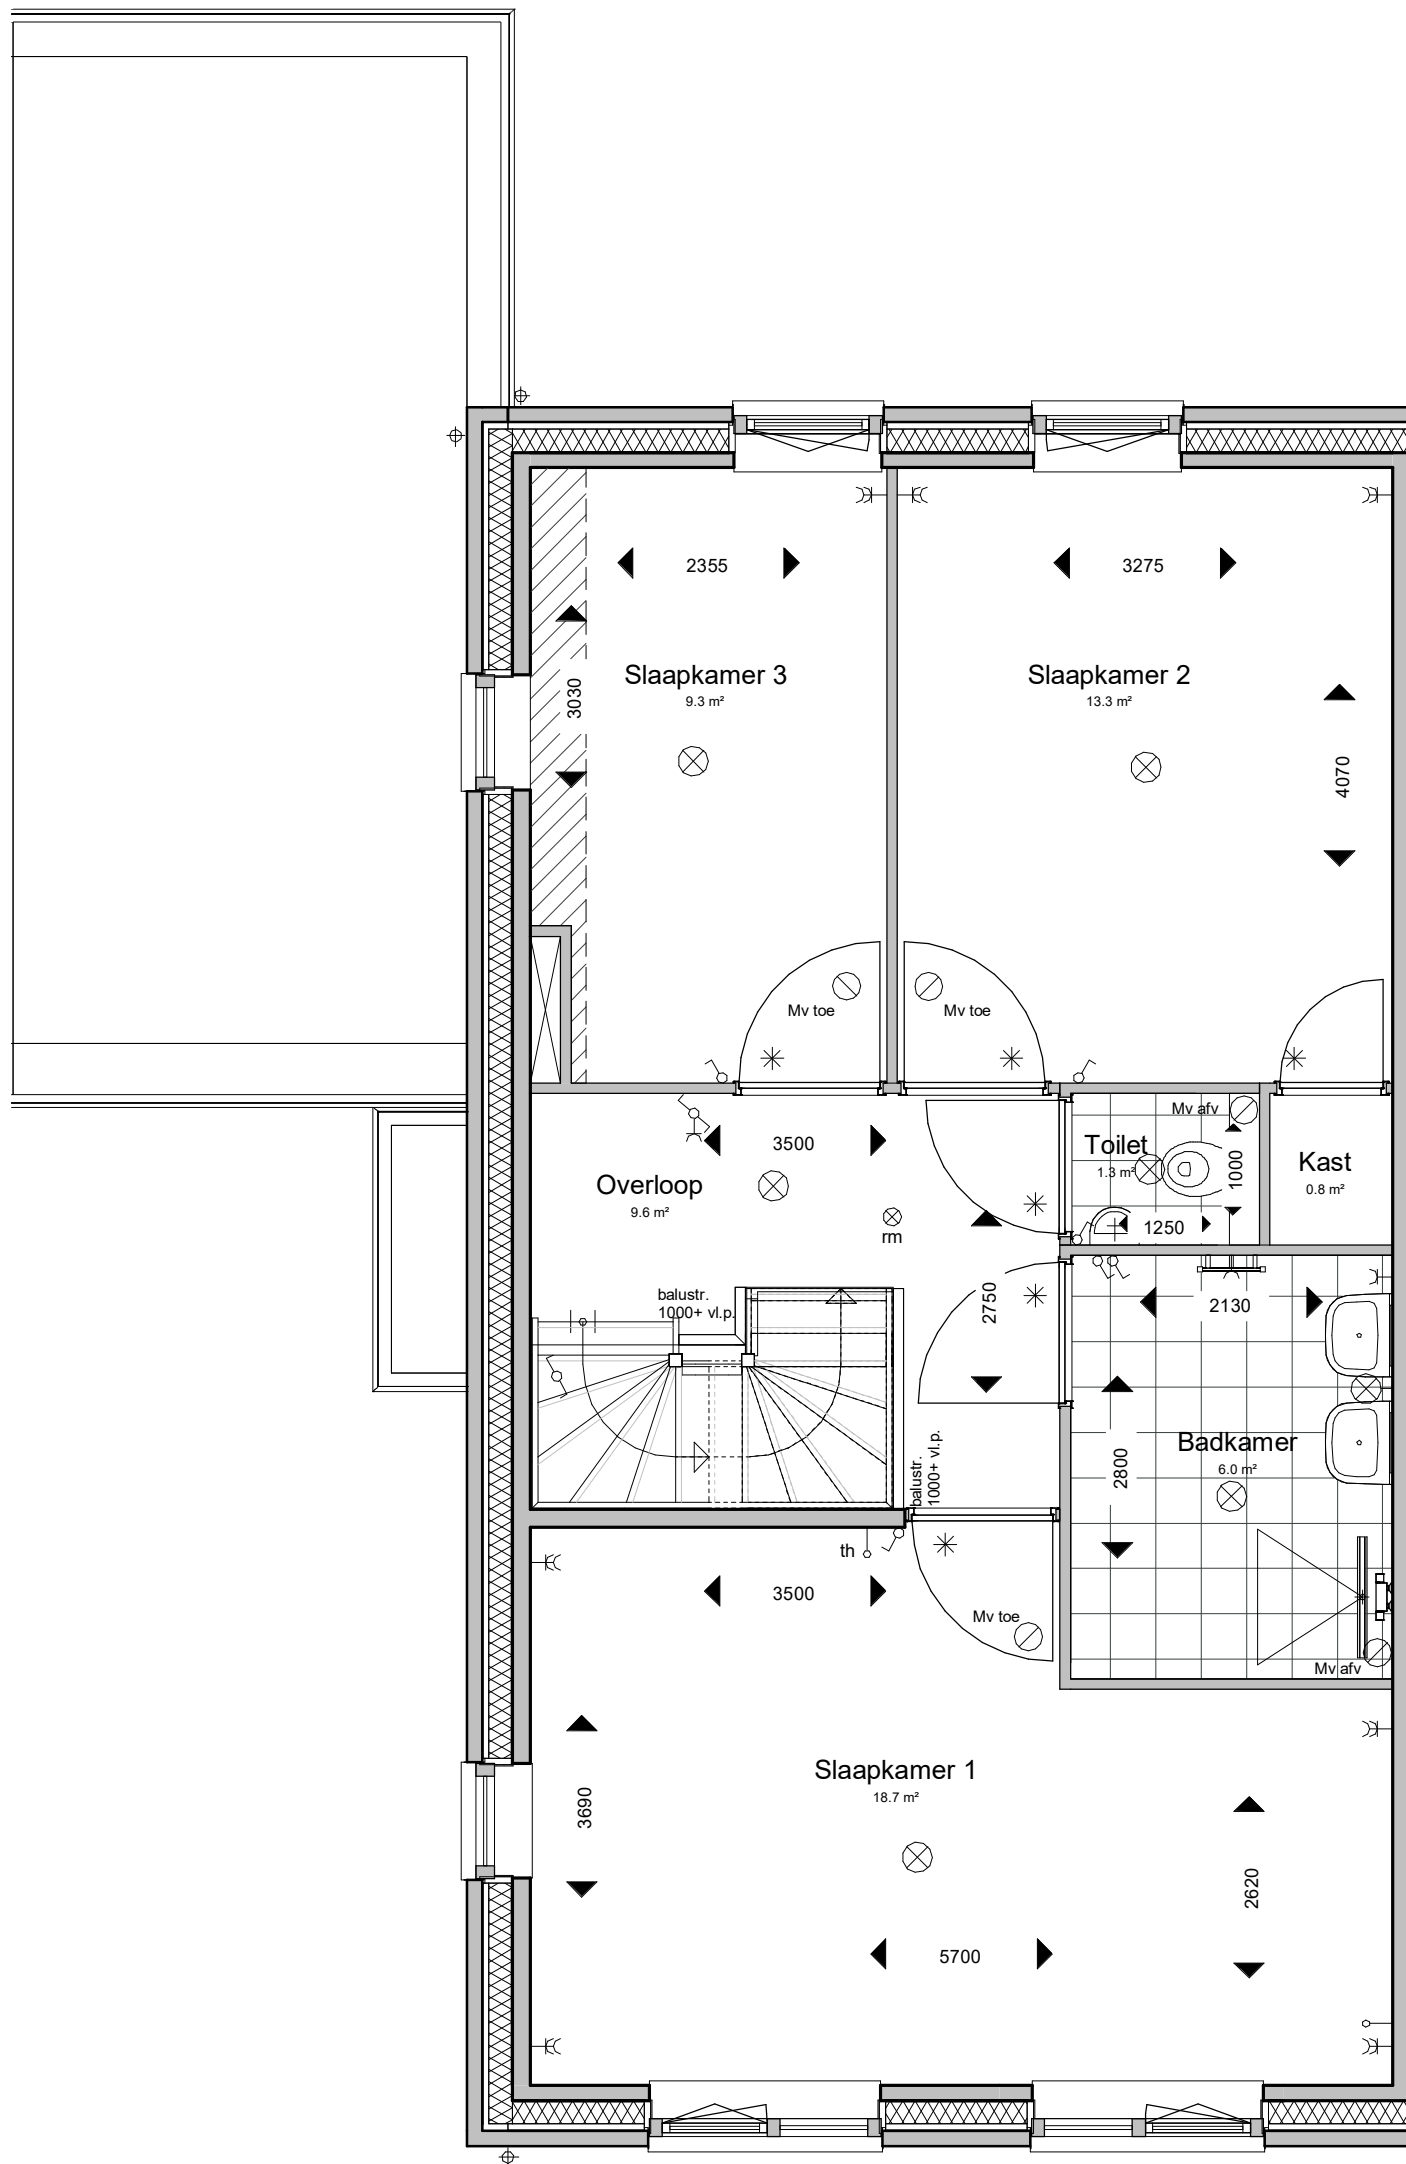 2355
3275
3030
Slaapkamer 3
9.3 m²
Slaapkamer 2
13.3 m²
4070
Mv toe
Mv toe
3500
Mv afv
Toilet
1.3 m²
1000
1250
Kast
0.8 m²
Overloop
9.6 m²
rm
2750
balustr.
1000+ vl.p.
2130
Badkamer
6.0 m²
2800
balustr.
1000+ vl.p.
th
3500
Mv toe
Mv afv
Slaapkamer 1
18.7 m²
3690
2620
5700